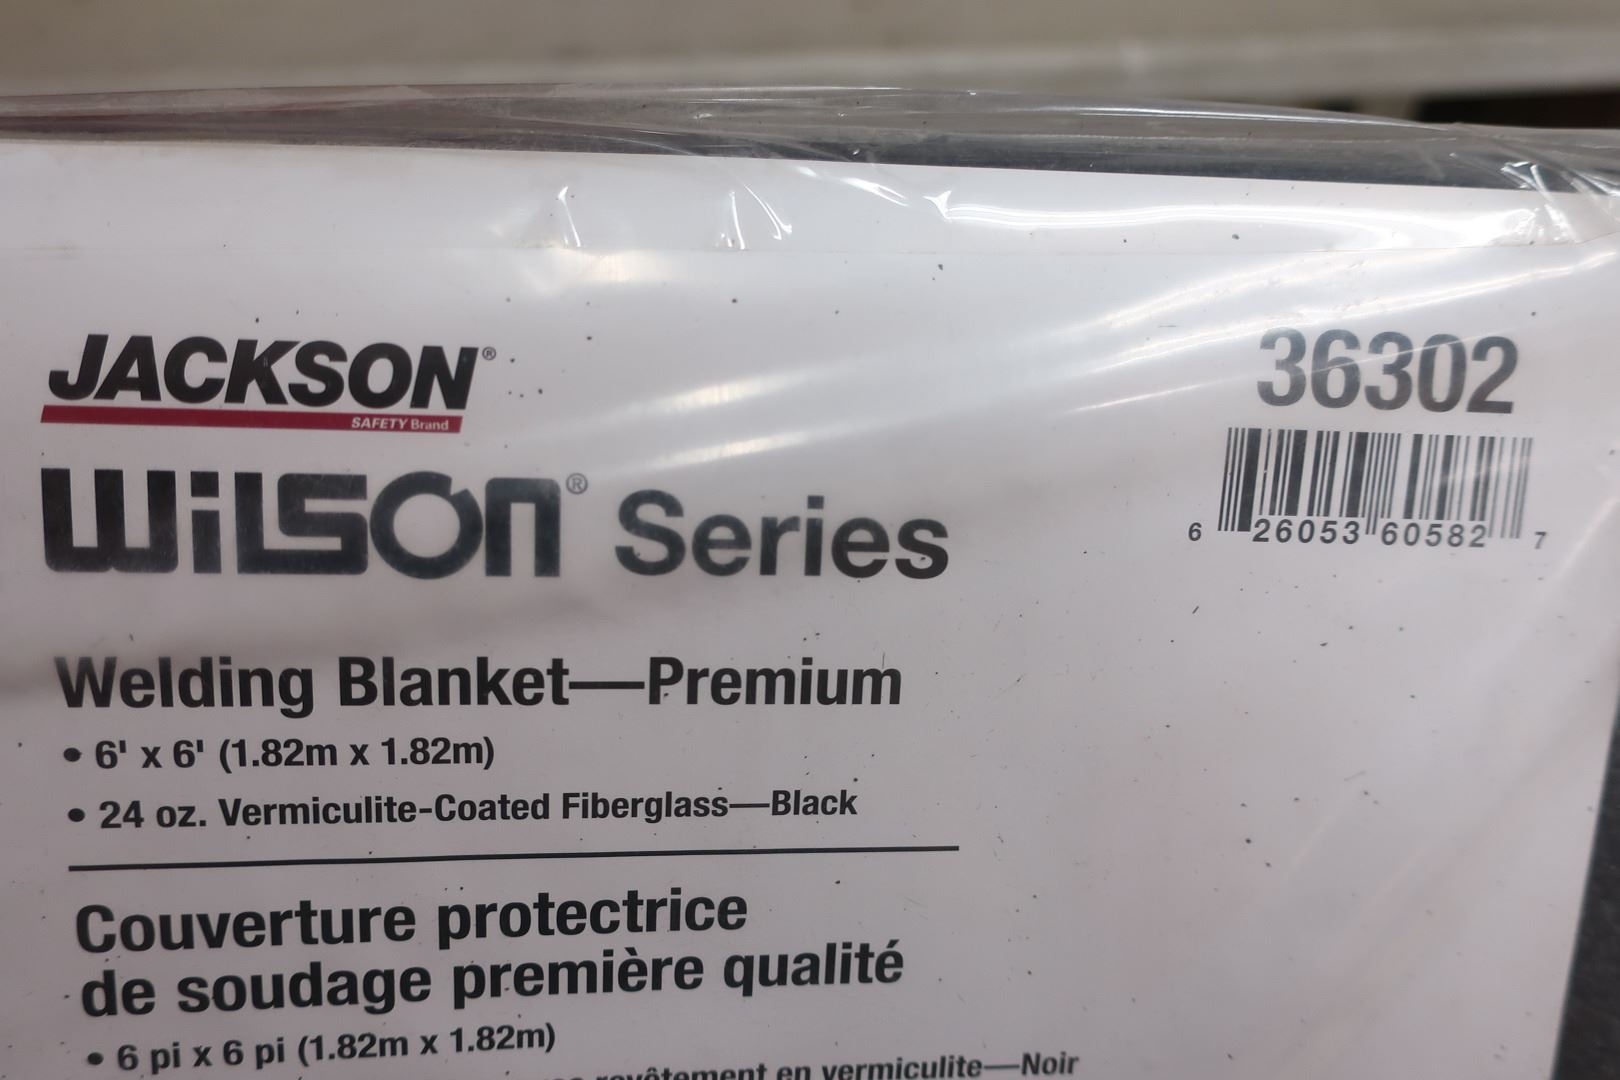 JACKSON®
SAFETY Brand
WILSON® Series
36302
6 26053 60582 7
Welding Blanket—Premium
• 6' x 6' (1.82m x 1.82m)
• 24 oz. Vermiculite-Coated Fiberglass—Black
Couverture protectrice
de soudage première qualité
• 6 pi x 6 pi (1.82m x 1.82m)
revêtement en vermiculite—Noir